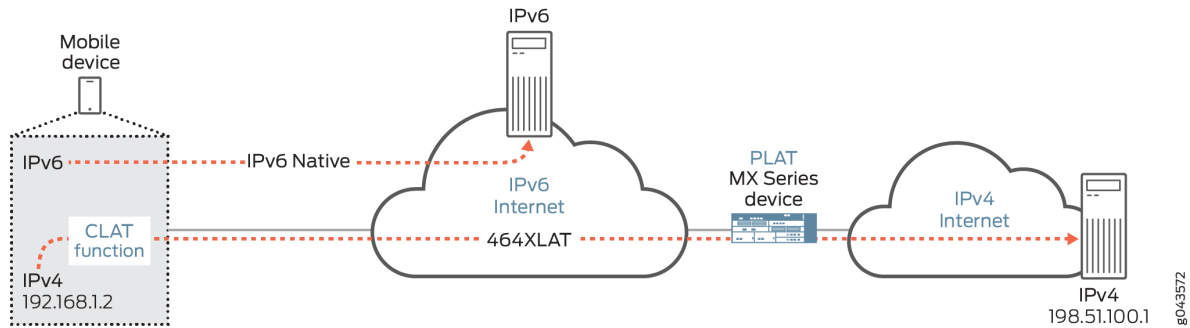 IPv6
Mobile
device
IPv6
IPv6 Native
PLAT
MX Series
device
IPv6
Internet
IPv4
Internet
CLAT
function
464XLAT
IPv4
192.168.1.2
IPv4
198.51.100.1
g043572